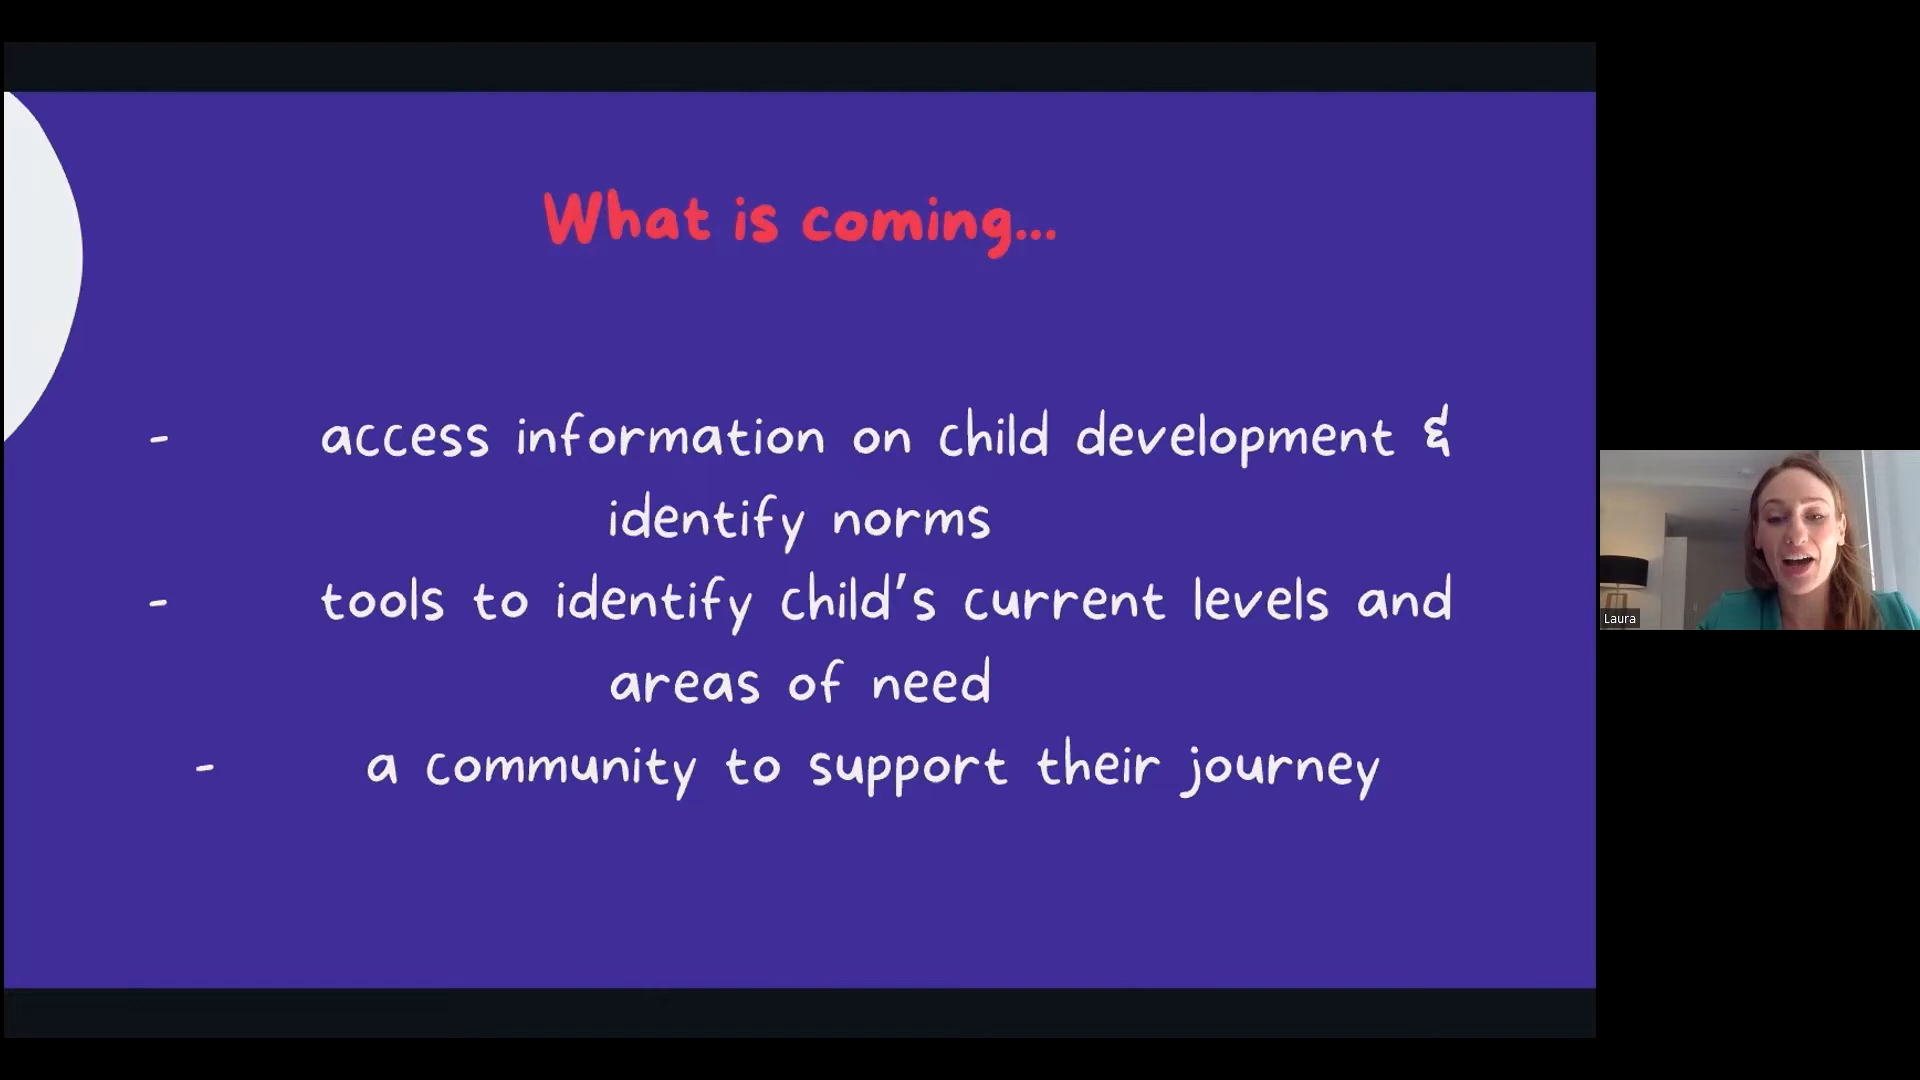 What is coming...
- access information on child development &
identify norms
- tools to identify child's current levels and
areas of need
- a community to support their journey
Laura